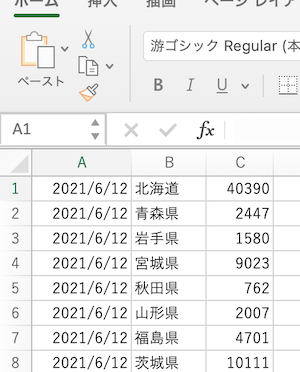 ホーム 挿入 描画 ページ レイア
ペースト
游ゴシック Regular (本
B I U
A1 fx
A B C
1 2021/6/12 北海道 40390
2 2021/6/12 青森県 2447
3 2021/6/12 岩手県 1580
4 2021/6/12 宮城県 9023
5 2021/6/12 秋田県 762
6 2021/6/12 山形県 2007
7 2021/6/12 福島県 4701
8 2021/6/12 茨城県 10111